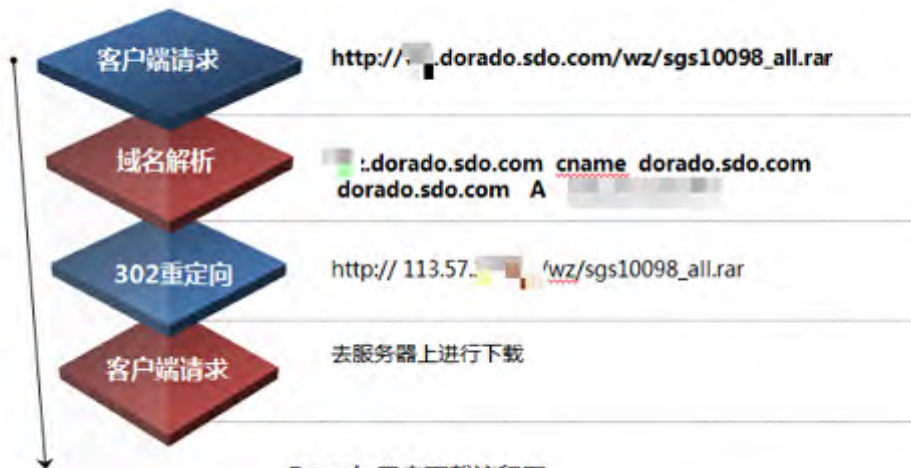 客户端请求
http:// .dorado.sdo.com/wz/sgs10098_all.rar
域名解析
.dorado.sdo.com cname dorado.sdo.com
dorado.sdo.com A
302重定向
http:// 113.57. /wz/sgs10098_all.rar
客户端请求
去服务器上进行下载